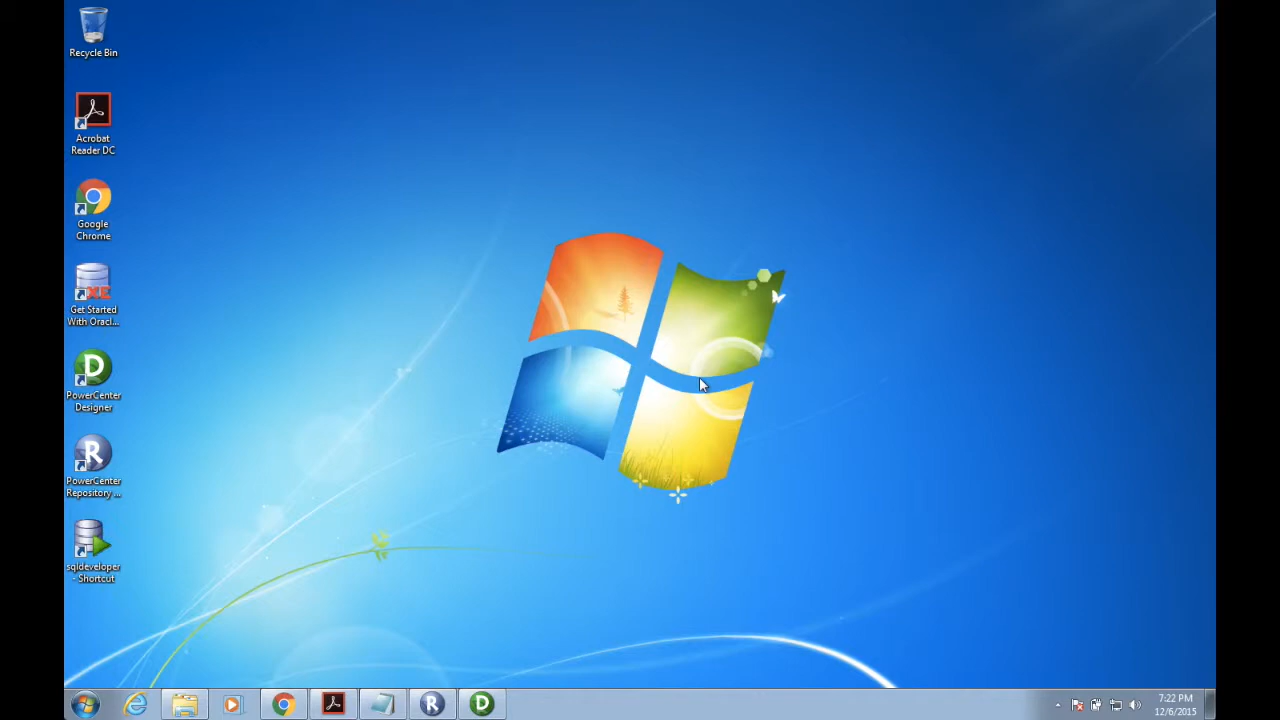 Recycle Bin
Acrobat
Reader DC
Google
Chrome
XE
Get Started
With Oracl...
D
PowerCenter
Designer
R
PowerCenter
Repository ...
sqldeveloper
- Shortcut
R
D
7:22 PM
12/6/2015